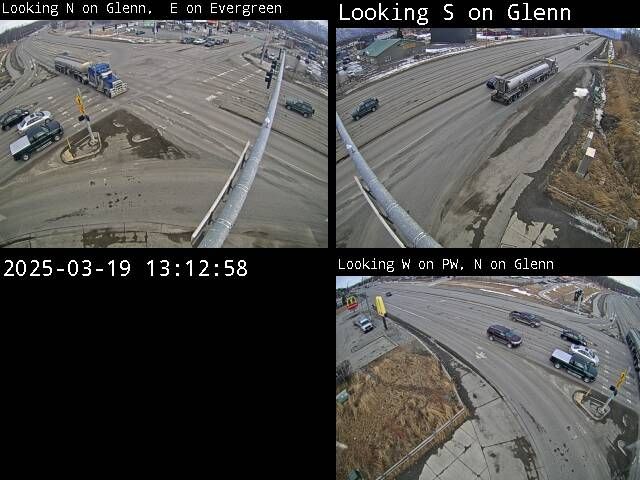 Looking N on Glenn,  E on Evergreen
Looking S on Glenn
2025-03-19 13:12:58
Looking W on PW, N on Glenn